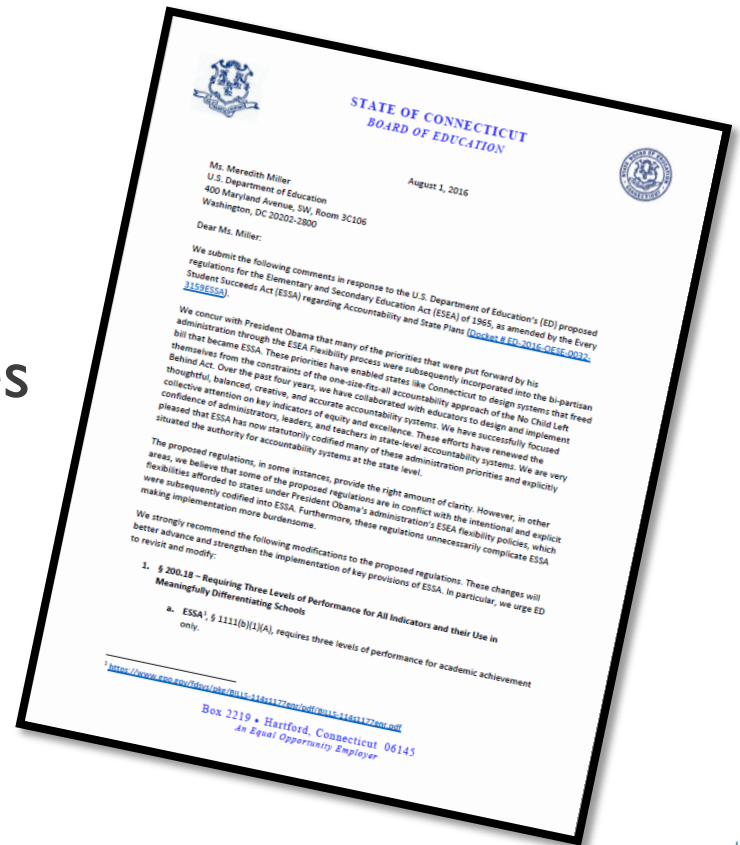 STATE OF CONNECTICUT
BOARD OF EDUCATION
August 1, 2016
Ms. Meredith Miller
U.S. Department of Education
400 Maryland Avenue, SW, Room 3C106
Washington, DC 20202-2800
Dear Ms. Miller:
We submit the following comments in response to the U.S. Department of Education's (ED) proposed
regulations for the Elementary and Secondary Education Act (ESEA) of 1965, as amended by the Every
Student Succeeds Act (ESSA) regarding Accountability and State Plans (Docket # ED-2016-OESE-0032-
3159ESSA).
We concur with President Obama that many of the priorities that were put forward by his
administration through the ESEA Flexibility process were subsequently incorporated into the bi-partisan
bill that became ESSA. These priorities have enabled states like Connecticut to design systems that freed
themselves from the constraints of the one-size-fits-all accountability approach of the No Child Left
Behind Act. Over the past four years, we have collaborated with educators to design and implement
thoughtful, balanced, creative, and accurate accountability systems. We have successfully focused
collective attention on key indicators of equity and excellence. These efforts have renewed the
confidence of administrators, leaders, and teachers in state-level accountability systems. We are very
pleased that ESSA has now statutorily codified many of these administration priorities and explicitly
situated the authority for accountability systems at the state level.
The proposed regulations, in some instances, provide the right amount of clarity. However, in other
areas, we believe that some of the proposed regulations are in conflict with the intentional and explicit
flexibilities afforded to states under President Obama's administration's ESEA flexibility policies, which
were subsequently codified into ESSA. Furthermore, these regulations unnecessarily complicate ESSA
making implementation more burdensome.
We strongly recommend the following modifications to the proposed regulations. These changes will
better advance and strengthen the implementation of key provisions of ESSA. In particular, we urge ED
to revisit and modify:
1. § 200.18 – Requiring Three Levels of Performance for All Indicators and their Use in
Meaningfully Differentiating Schools
a. ESSA¹, § 1111(b)(1)(A), requires three levels of performance for academic achievement
only.
¹ https://www.gpo.gov/fdsys/pkg/BILLS-114s1177enr/pdf/BILLS-114s1177enr.pdf
Box 2219 • Hartford, Connecticut 06145
An Equal Opportunity Employer
s